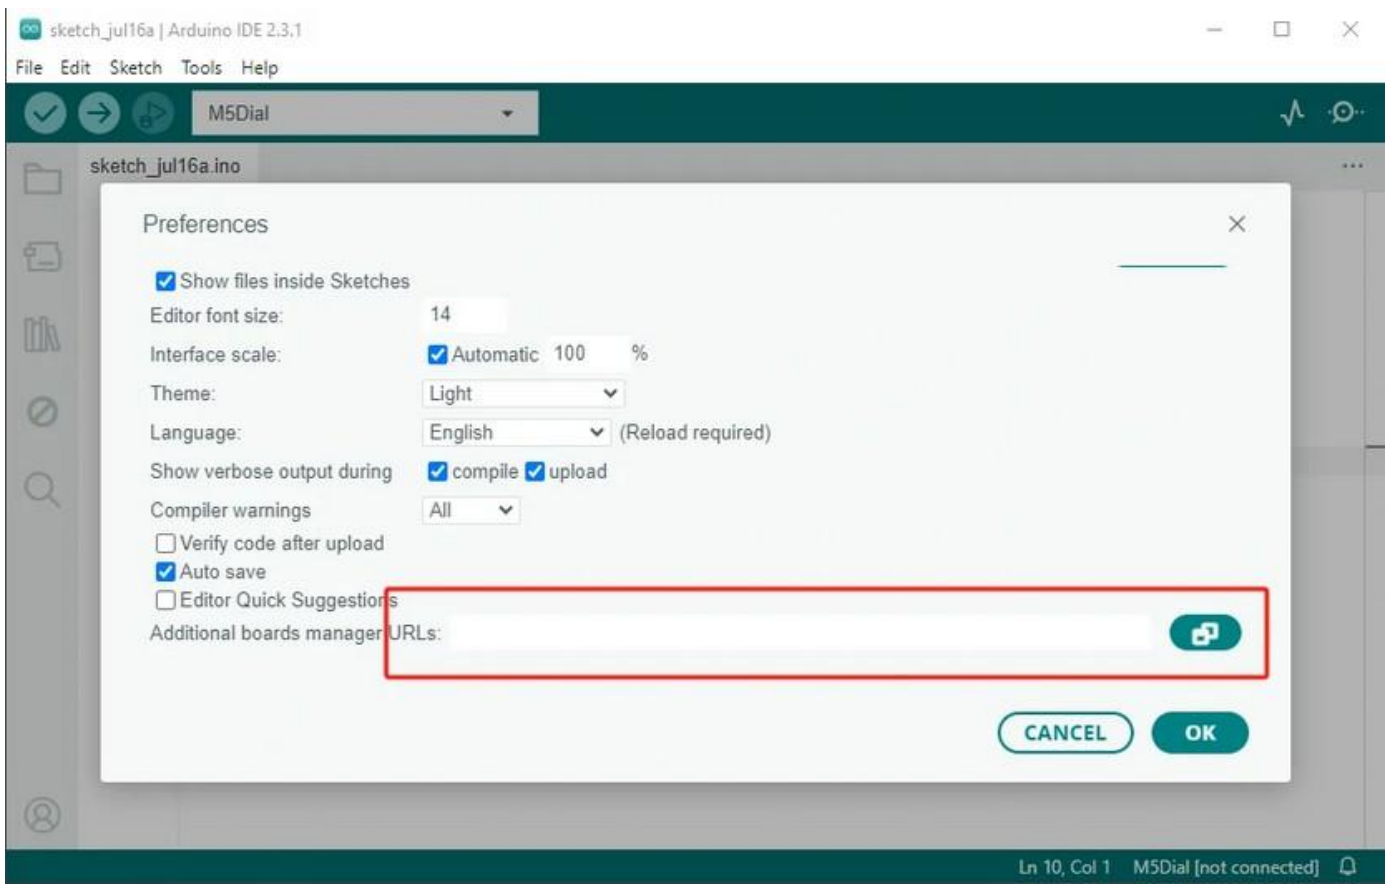 sketch_jul16a | Arduino IDE 2.3.1
File Edit Sketch Tools Help
M5Dial
sketch_jul16a.ino
Preferences
Show files inside Sketches
Editor font size: 14
Interface scale: Automatic 100 %
Theme: Light
Language: English (Reload required)
Show verbose output during compile upload
Compiler warnings All
Verify code after upload
Auto save
Editor Quick Suggestions
Additional boards manager URLs:
CANCEL OK
Ln 10, Col 1 M5Dial [not connected]